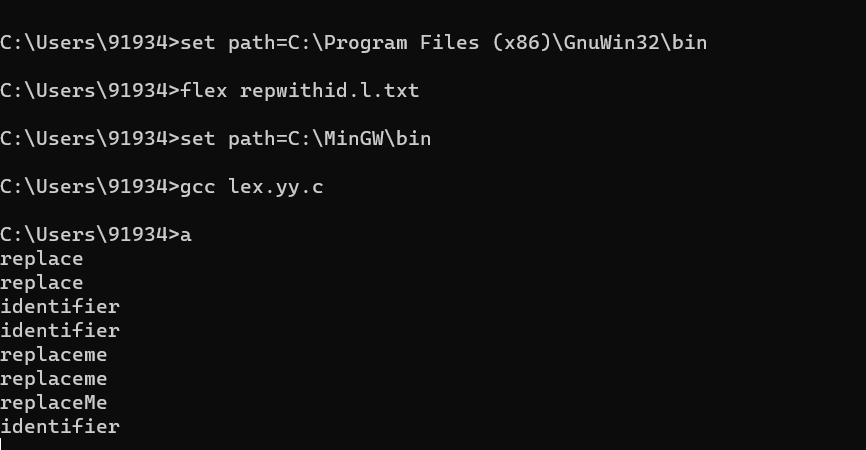 C:\Users\91934>set path=C:\Program Files (x86)\GnuWin32\bin
C:\Users\91934>flex repwithid.l.txt
C:\Users\91934>set path=C:\MinGW\bin
C:\Users\91934>gcc lex.yy.c
C:\Users\91934>a
replace
replace
identifier
identifier
replaceme
replaceme
replaceMe
identifier